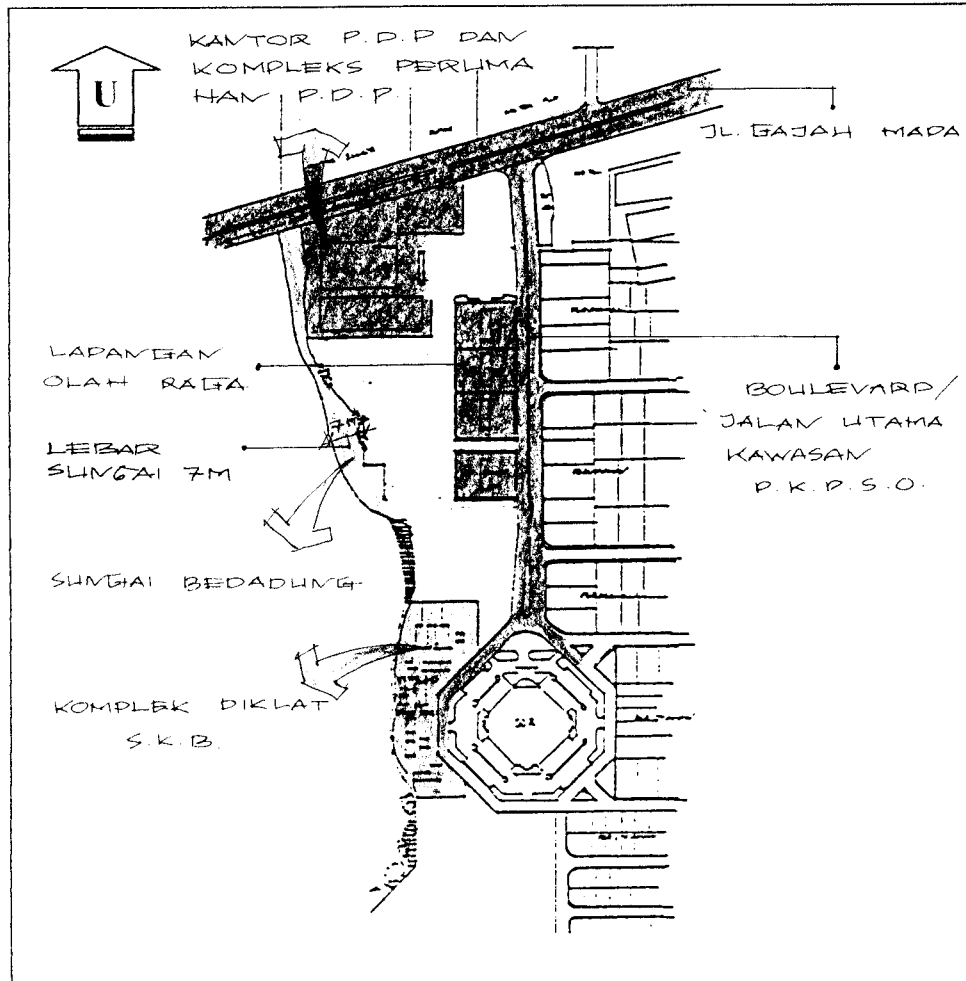 U
KANTOR P.D.P DAN
KOMPLEKS PERUMA
HAN P.D.P.
JL. GAJAH MADA
LAPANGAN
OLAH RAGA
LEBAR
SUNGAI 7M
7 M
BOULEVARD/
JALAN UTAMA
KAWASAN
P.K.P.S.O.
SUNGAI BEDADUNG
KOMPLEK DIKLAT
S.K.B.